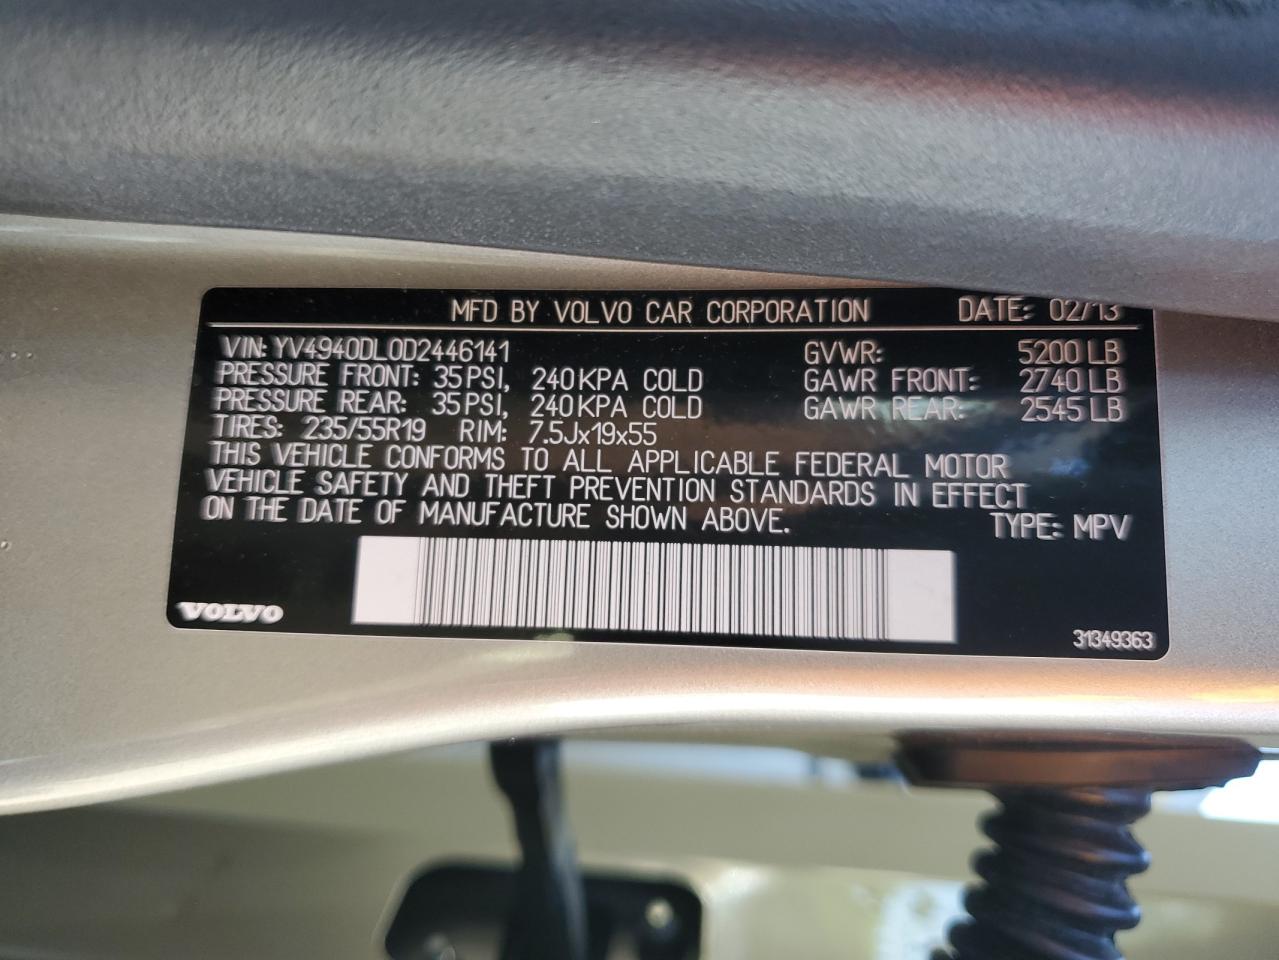 MFD BY VOLVO CAR CORPORATION DATE: 02/13
VIN: YV4940DL0D2446141 GVWR: 5200 LB
PRESSURE FRONT: 35 PSI, 240 KPA COLD GAWR FRONT: 2740 LB
PRESSURE REAR: 35 PSI, 240 KPA COLD GAWR REAR: 2545 LB
TIRES: 235/55R19 RIM: 7.5Jx19x55
THIS VEHICLE CONFORMS TO ALL APPLICABLE FEDERAL MOTOR
VEHICLE SAFETY AND THEFT PREVENTION STANDARDS IN EFFECT
ON THE DATE OF MANUFACTURE SHOWN ABOVE. TYPE: MPV
VOLVO
31349363